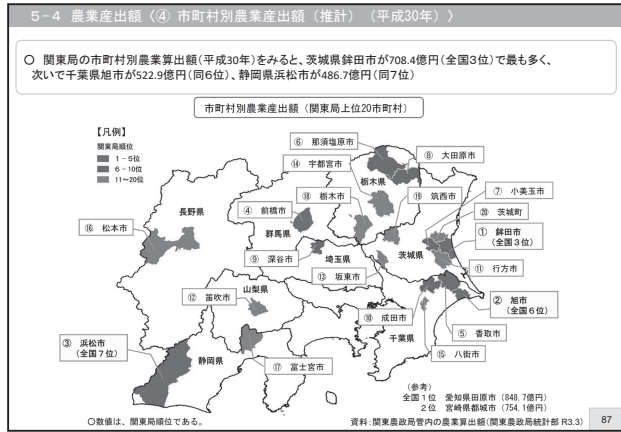 5-4 農業産出額〈④ 市町村別農業産出額（推計）（平成30年）〉
〇 関東局の市町村別農業算出額（平成30年）をみると、茨城県鉾田市が708.4億円（全国３位）で最も多く、
次いで千葉県旭市が522.9億円（同６位）、静岡県浜松市が486.7億円（同７位）
市町村別農業産出額（関東局上位20市町村）
【凡例】
関東局順位
１－５位
６－10位
11～20位
⑥ 那須塩原市
⑧ 大田原市
⑭ 宇都宮市
栃木県
⑦ 小美玉市
⑱ 栃木市
⑲ 筑西市
⑳ 茨城町
長野県
④ 前橋市
① 鉾田市
（全国３位）
⑯ 松本市
群馬県
茨城県
⑨ 深谷市
埼玉県
⑪ 行方市
⑬ 坂東市
山梨県
⑫ 笛吹市
② 旭市
（全国６位）
⑩ 成田市
③ 浜松市
（全国７位）
千葉県
⑤ 香取市
静岡県
⑰ 富士宮市
⑮ 八街市
（参考）
全国１位 愛知県田原市（848.7億円）
２位 宮崎県都城市（754.1億円）
〇数値は、関東局順位である。
資料：関東農政局管内の農業算出額（関東農政局統計部 R3.3）
87